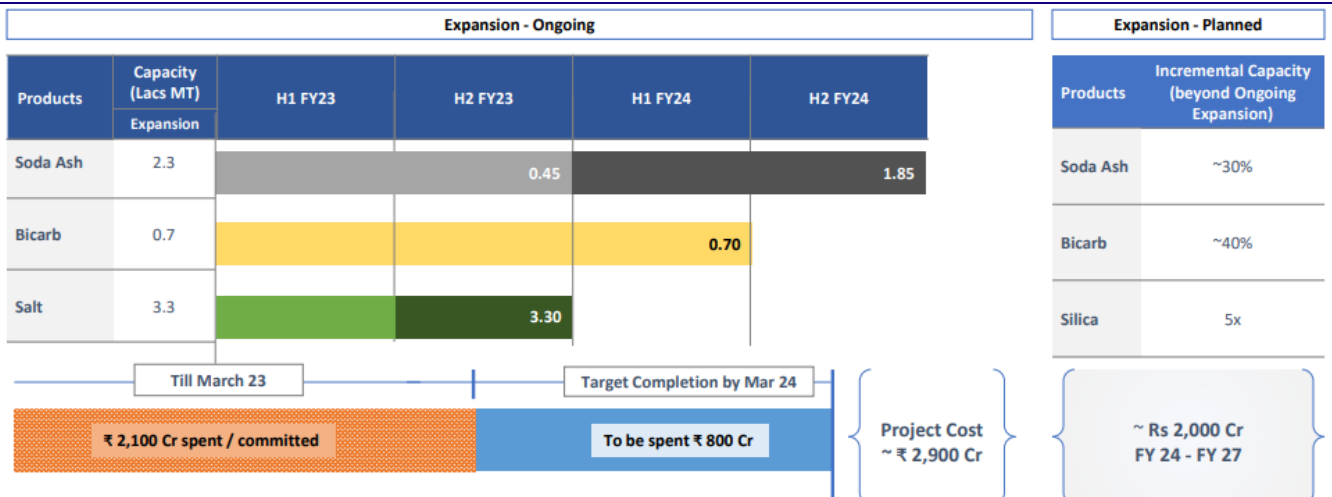 Expansion - Ongoing
Expansion - Planned
Products
Capacity
(Lacs MT)
Expansion
H1 FY23
H2 FY23
H1 FY24
H2 FY24
Products
Incremental Capacity
(beyond Ongoing
Expansion)
Soda Ash
2.3
0.45
1.85
Soda Ash
~30%
Bicarb
0.7
0.70
Bicarb
~40%
Salt
3.3
3.30
Silica
5x
Till March 23
Target Completion by Mar 24
₹ 2,100 Cr spent / committed
To be spent ₹ 800 Cr
Project Cost
~ ₹ 2,900 Cr
~ Rs 2,000 Cr
FY 24 - FY 27